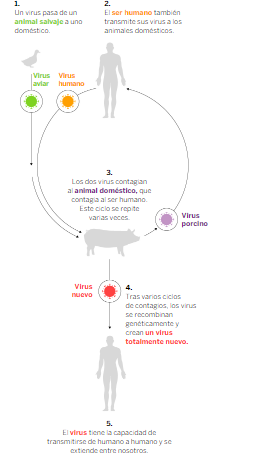 1.
Un virus pasa de un
animal salvaje a uno
doméstico.
2.
El ser humano también
transmite sus virus a los
animales domésticos.
Virus
aviar
Virus
humano
3.
Los dos virus contagian
al animal doméstico, que
contagia al ser humano.
Este ciclo se repite
varias veces.
Virus
porcino
Virus
nuevo
4.
Tras varios ciclos
de contagios, los virus
se recombinan
genéticamente y
crean un virus
totalmente nuevo.
5.
El virus tiene la capacidad de
transmitirse de humano a humano y se
extiende entre nosotros.